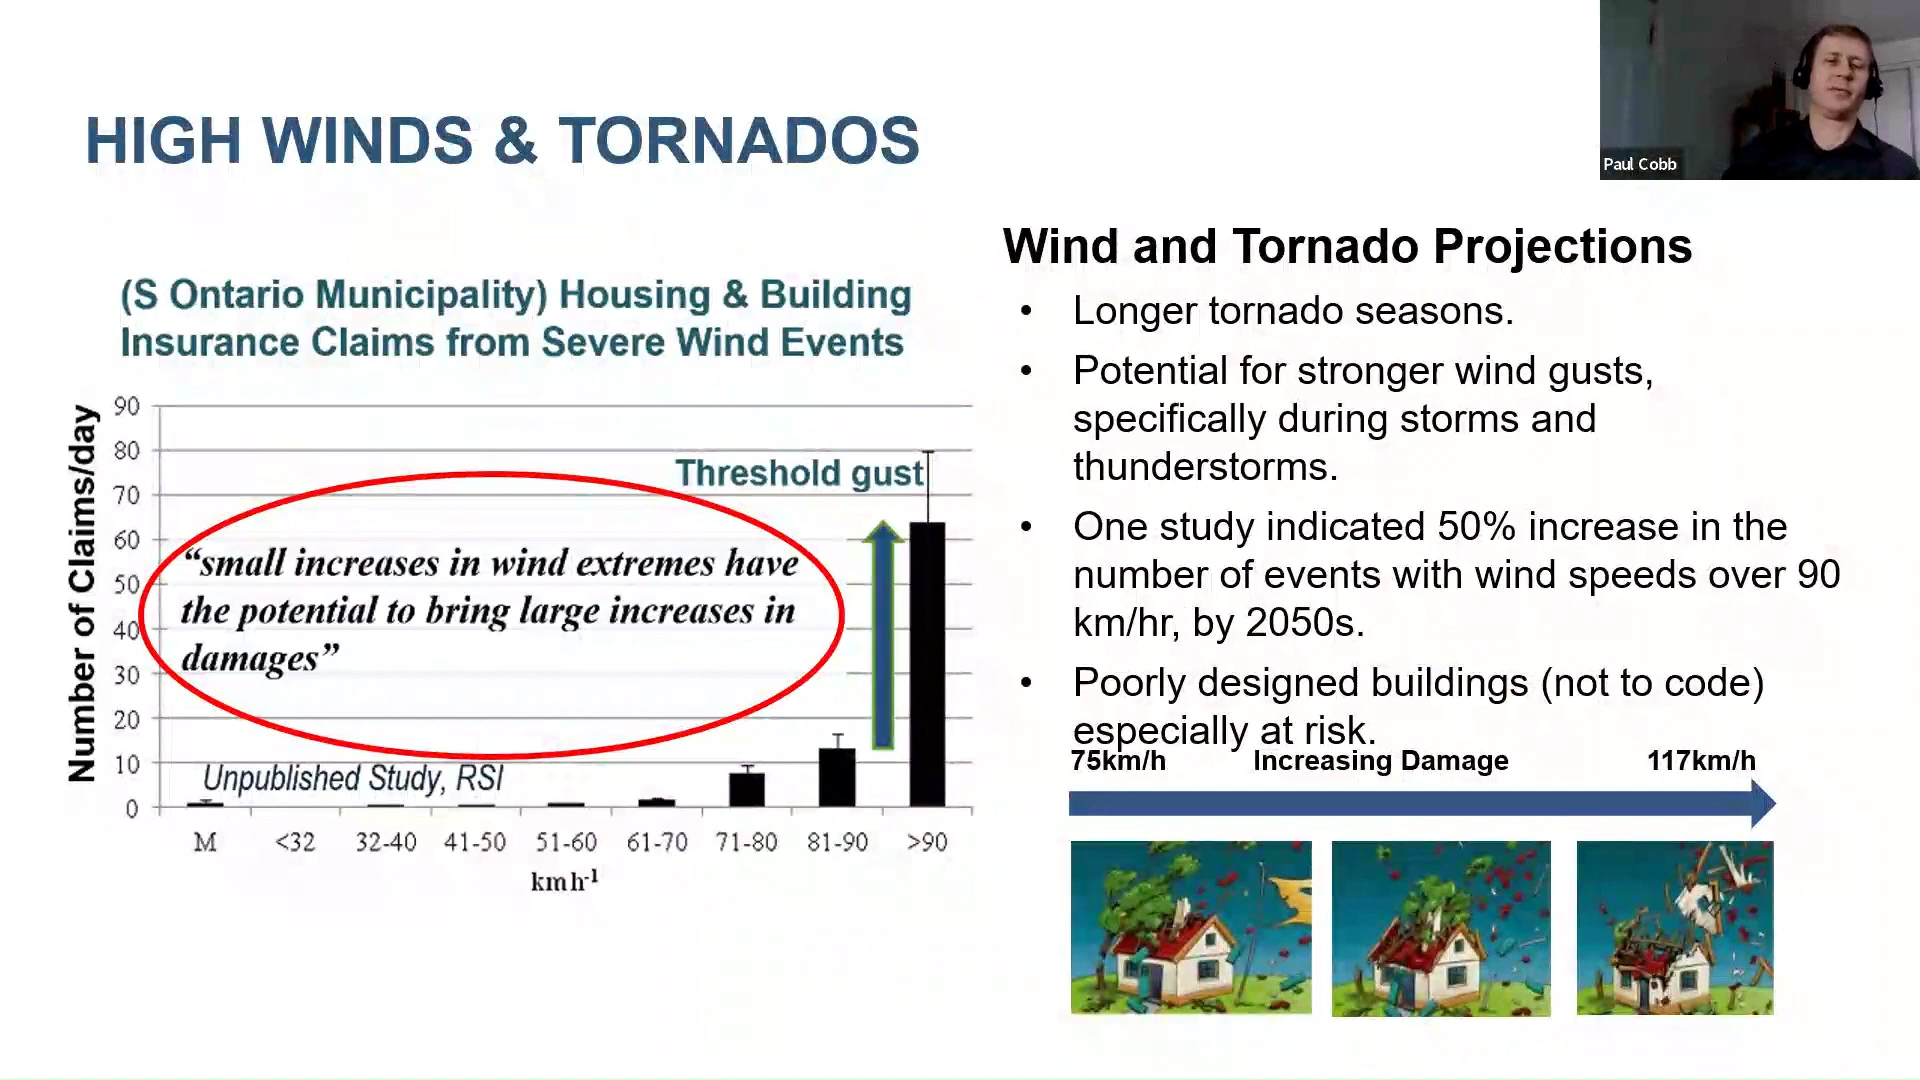 Paul Cobb
HIGH WINDS & TORNADOS
(S Ontario Municipality) Housing & Building
Insurance Claims from Severe Wind Events
Number of Claims/day
90
80
70
60
50
40
30
20
10
0
Threshold gust
“small increases in wind extremes have
the potential to bring large increases in
damages”
Unpublished Study, RSI
M <32 32-40 41-50 51-60 61-70 71-80 81-90 >90
km h-1
Wind and Tornado Projections
• Longer tornado seasons.
• Potential for stronger wind gusts,
specifically during storms and
thunderstorms.
• One study indicated 50% increase in the
number of events with wind speeds over 90
km/hr, by 2050s.
• Poorly designed buildings (not to code)
especially at risk.
75km/h Increasing Damage 117km/h